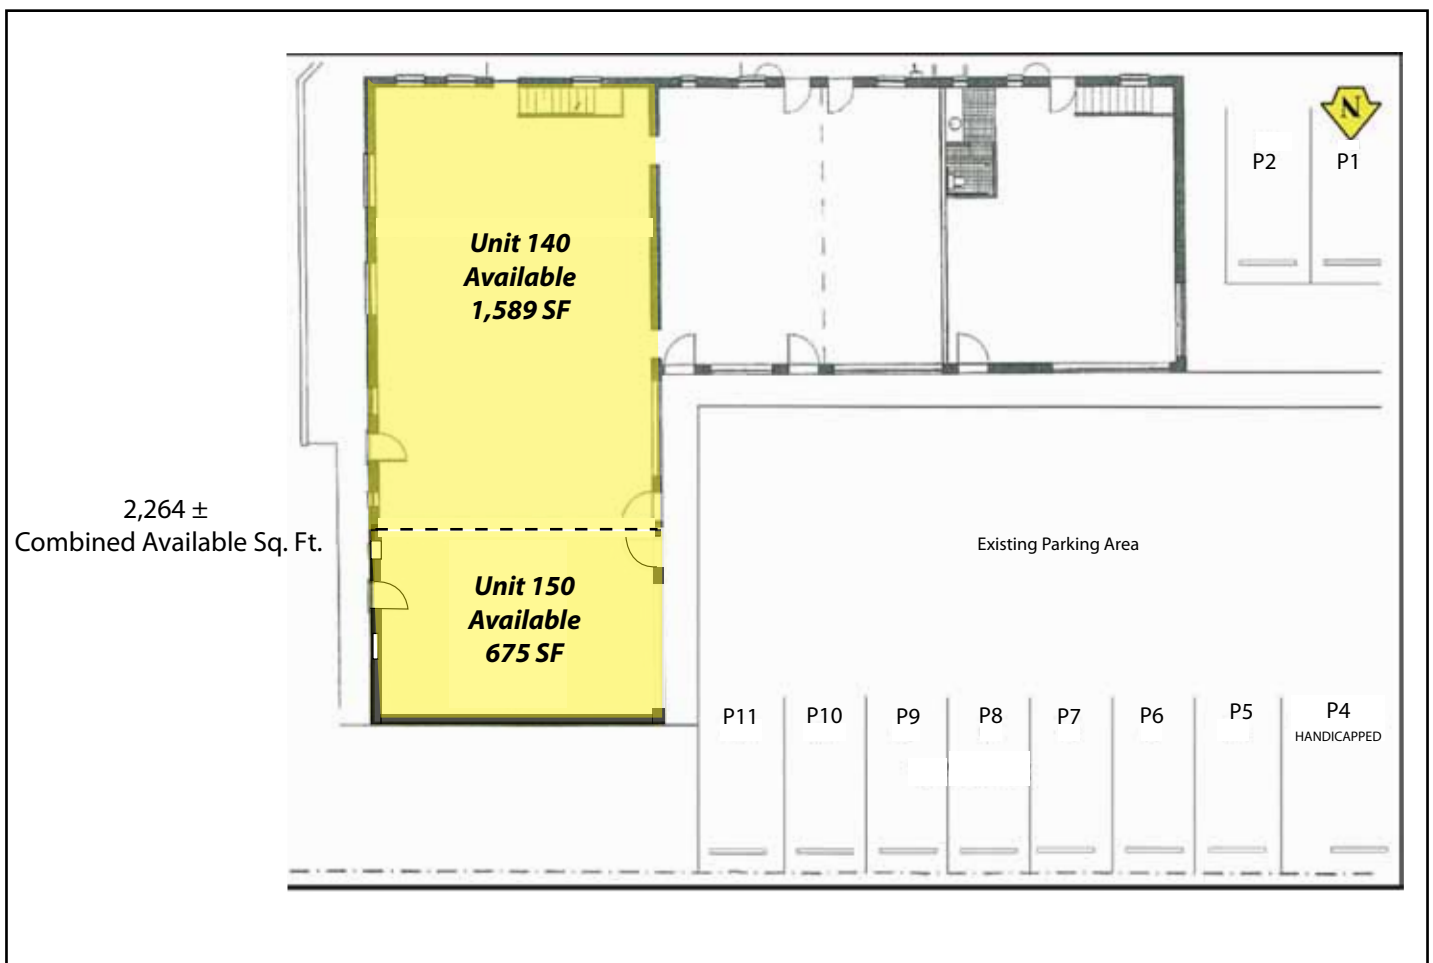 N
P2
P1
Unit 140
Available
1,589 SF
2,264 ±
Combined Available Sq. Ft.
Existing Parking Area
Unit 150
Available
675 SF
P11
P10
P9
P8
P7
P6
P5
P4
HANDICAPPED